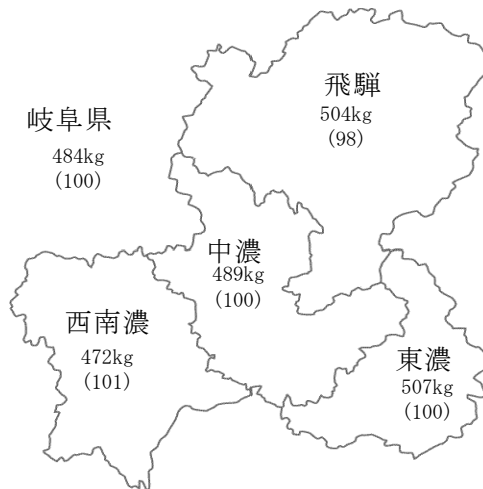 飛騨
504kg
(98)
岐阜県
484kg
(100)
中濃
489kg
(100)
西南濃
472kg
(101)
東濃
507kg
(100)